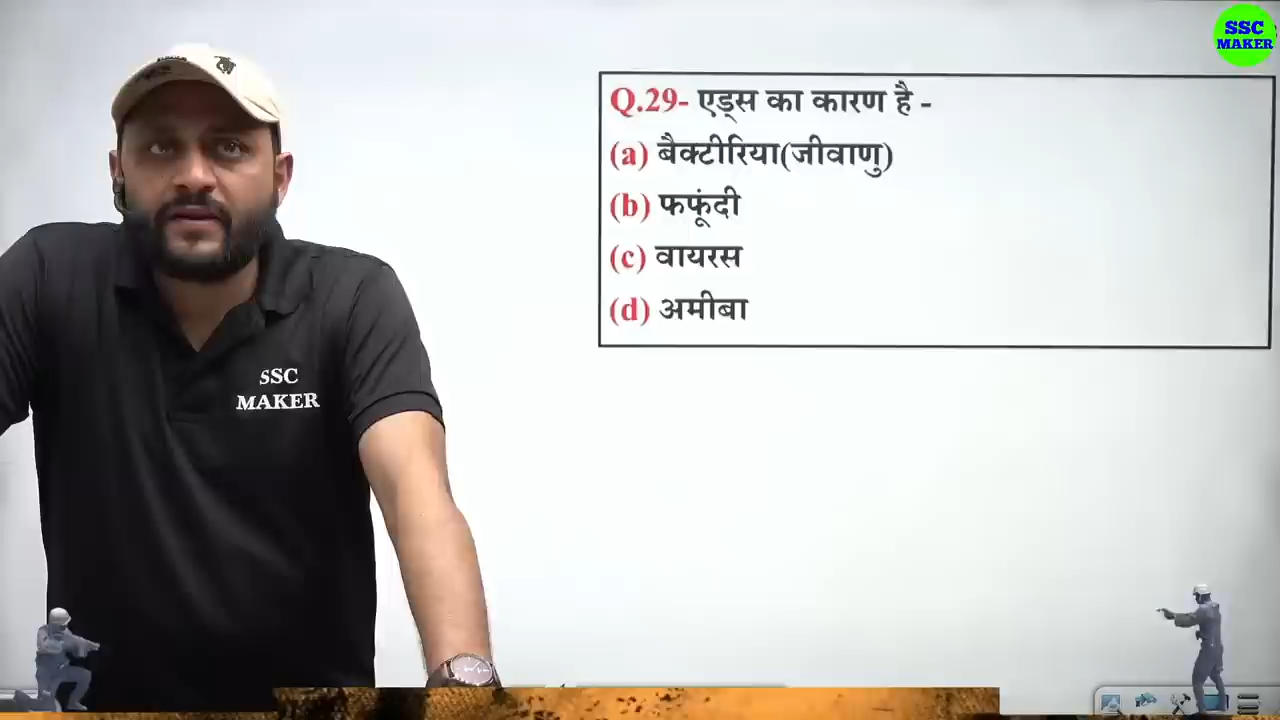 SSC
MAKER
Q.29- एड्स का कारण है -
(a) बैक्टीरिया(जीवाणु)
(b) फफूंदी
(c) वायरस
(d) अमीबा
SSC
MAKER